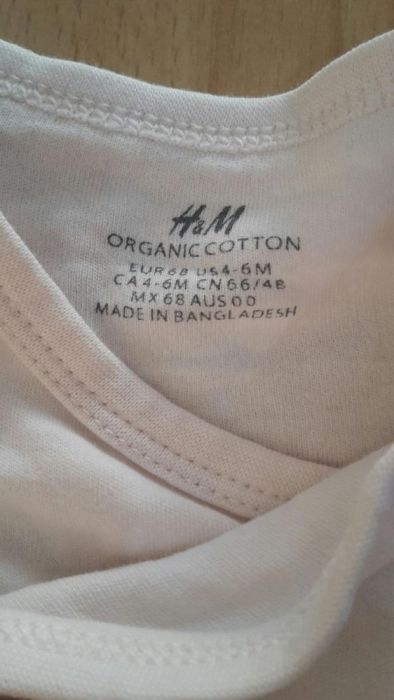 H&M
ORGANIC COTTON
EUR 68 US 4-6M
CA 4-6M CN 66/48
MX 68 AUS 00
MADE IN BANGLADESH